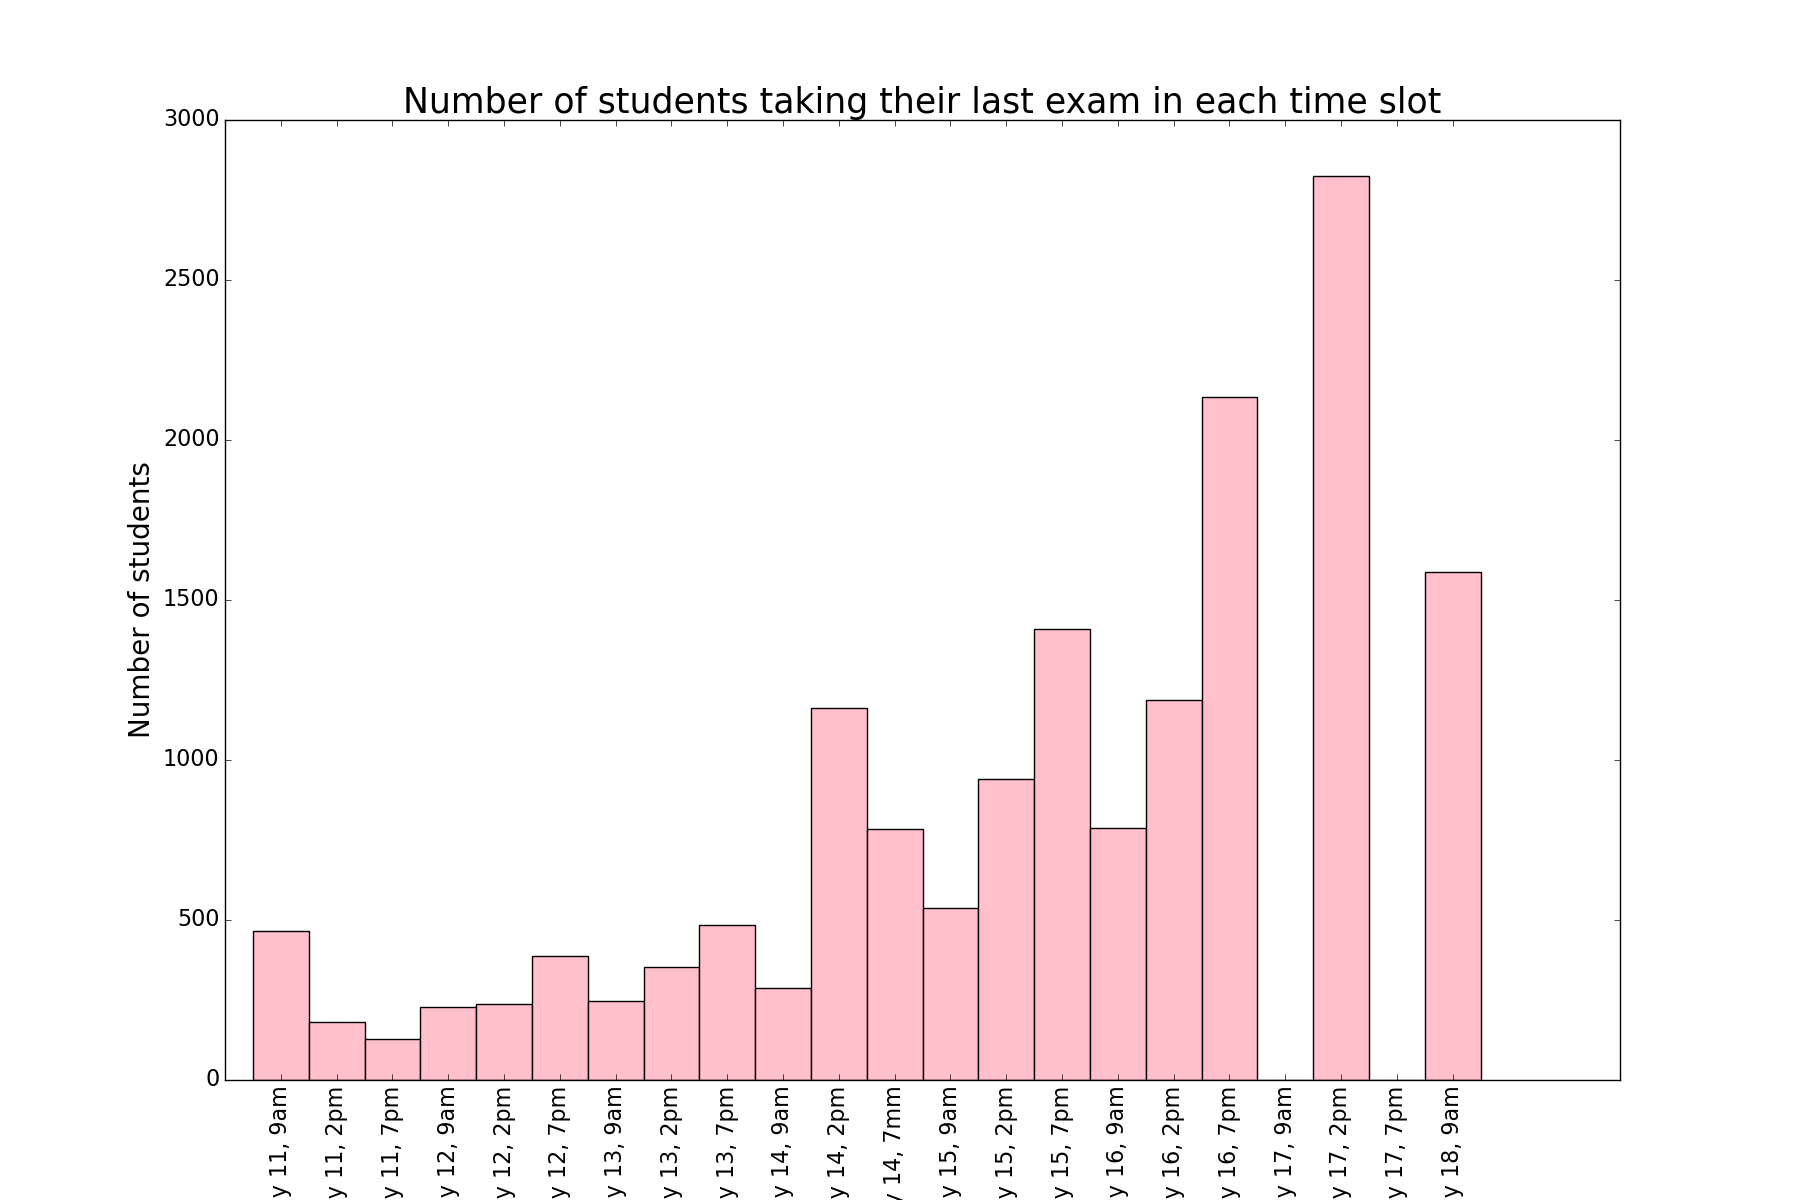 Number of students taking their last exam in each time slot
Number of students
3000
2500
2000
1500
1000
500
0
y 11, 9am
y 11, 2pm
y 11, 7pm
y 12, 9am
y 12, 2pm
y 12, 7pm
y 13, 9am
y 13, 2pm
y 13, 7pm
y 14, 9am
y 14, 2pm
y 14, 7mm
y 15, 9am
y 15, 2pm
y 15, 7pm
y 16, 9am
y 16, 2pm
y 16, 7pm
y 17, 9am
y 17, 2pm
y 17, 7pm
y 18, 9am